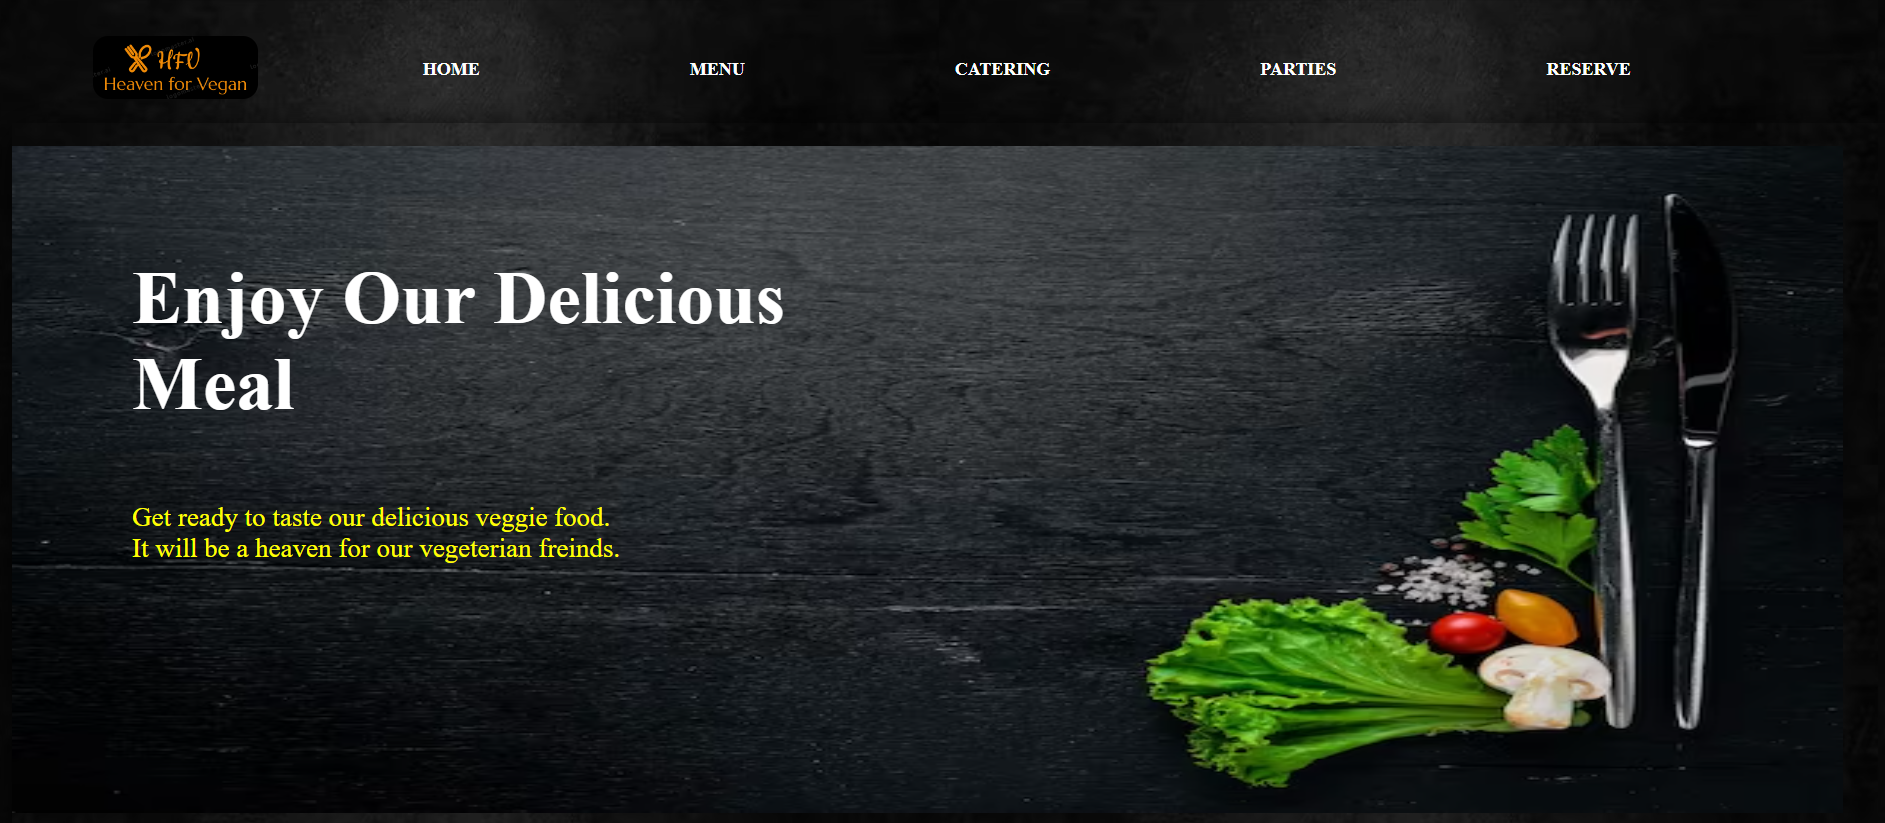 HFV
Heaven for Vegan
HOME
MENU
CATERING
PARTIES
RESERVE
Enjoy Our Delicious
Meal
Get ready to taste our delicious veggie food.
It will be a heaven for our vegeterian freinds.